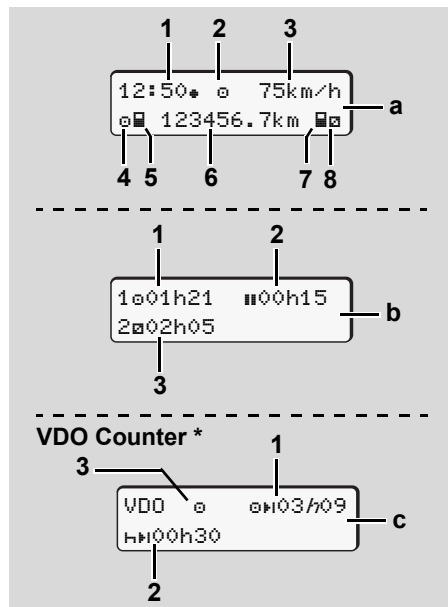 1 2 3
12:50● ⊙ 75km/h
a
⊙ 123456.7km ⧄
4 5 6 7 8
1 2
1⊙01h21 00h15
b
2⧄02h05
3
VDO Counter *
1
3
VDO ⊙ ⊙03h09
c
00h30
2